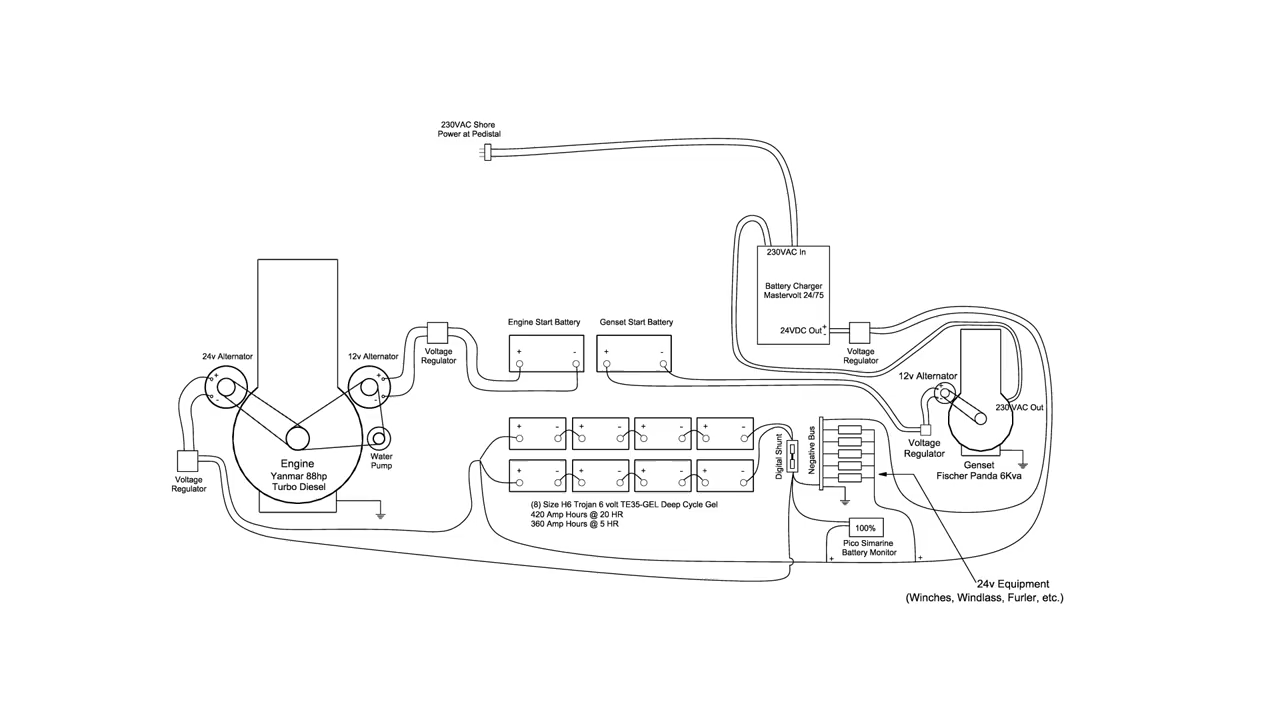 230VAC Shore
Power at Pedistal
230VAC In
Battery Charger
Mastervolt 24/75
24VDC Out
+
-
Voltage
Regulator
Engine Start Battery
Genset Start Battery
+ - + -
24v Alternator
12v Alternator
+
-
+
-
Voltage
Regulator
12v Alternator
+
-
230 VAC Out
Voltage
Regulator
Genset
Fischer Panda 6Kva
Engine
Yanmar 88hp
Turbo Diesel
Water
Pump
Voltage
Regulator
+ - + - + - + -
+ - + - + - + -
Digital Shunt
Negative Bus
(8) Size H6 Trojan 6 volt TE35-GEL Deep Cycle Gel
420 Amp Hours @ 20 HR
360 Amp Hours @ 5 HR
100%
Pico Simarine
Battery Monitor
+ +
24v Equipment
(Winches, Windlass, Furler, etc.)